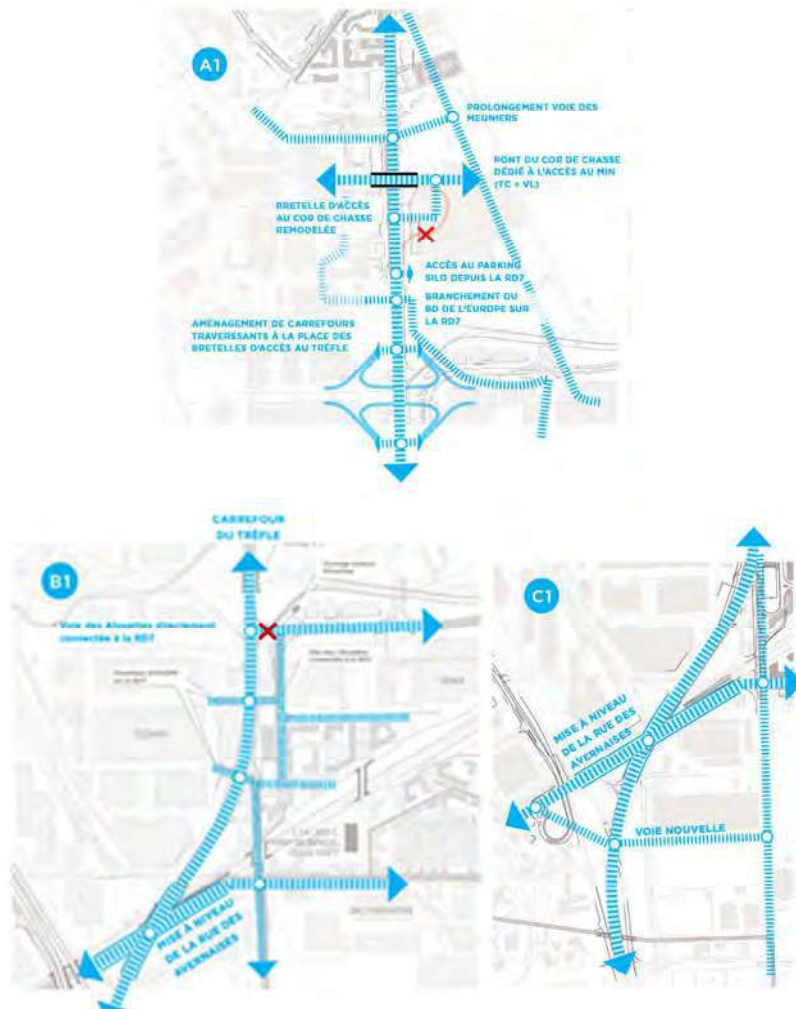 A1
PROLONGEMENT VOIE DES
MEUNIERS
PONT DU COR DE CHASSE
DÉDIÉ À L'ACCÈS AU MIN
(TC + VL)
BRETELLE D'ACCÈS
AU COR DE CHASSE
REMODELÉE
ACCÈS AU PARKING
SILO DEPUIS LA RD7
BRANCHEMENT DU
BD DE L'EUROPE SUR
LA RD7
AMÉNAGEMENT DE CARREFOURS
TRAVERSSANTS À LA PLACE DES
BRETELLES D'ACCÈS AU TRÈFLE
CARREFOUR
DU TRÈFLE
B1
Voie des Alouettes directement
connectée à la RD7
MISE À NIVEAU
DE LA RUE DES
AVERNAISES
C1
MISE À NIVEAU
DE LA RUE DES
AVERNAISES
VOIE NOUVELLE